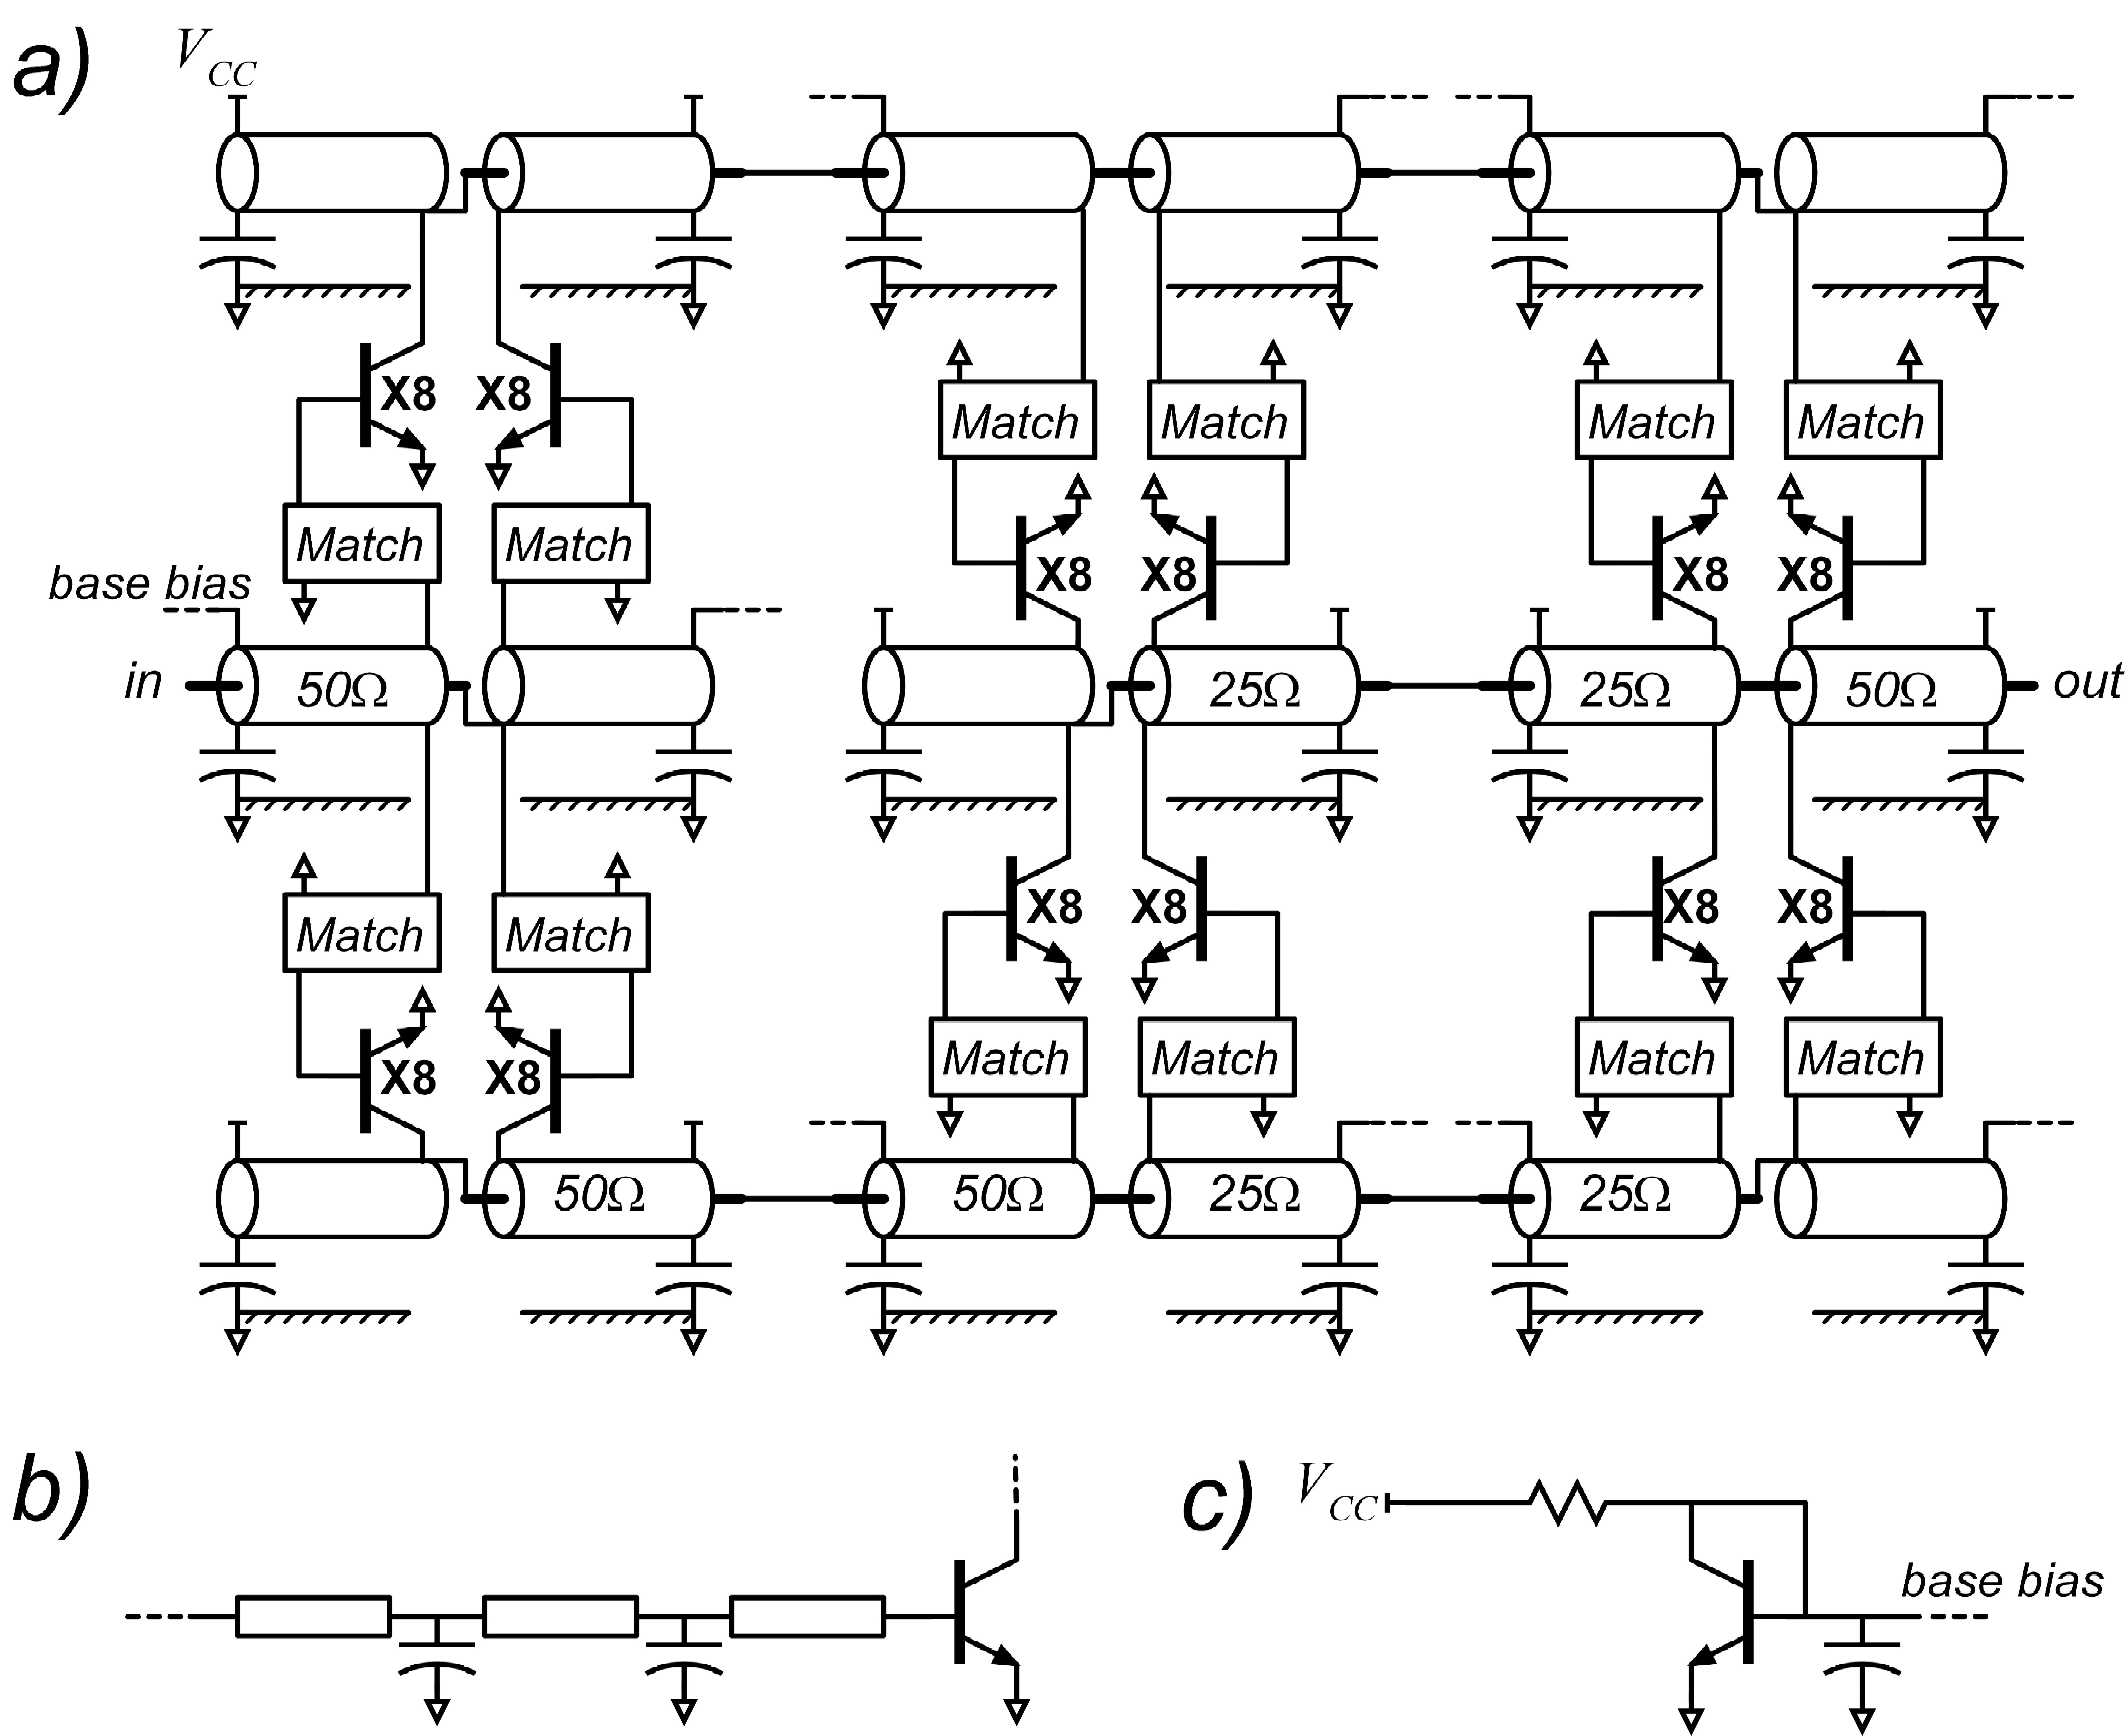 a)
V_CC
X8 X8
Match Match Match Match
Match Match
X8 X8 X8 X8
base bias
in 50Ω 25Ω 25Ω 50Ω out
Match Match
X8 X8 X8 X8
Match Match Match Match
X8 X8
50Ω 50Ω 25Ω 25Ω
b)
c)
V_CC
base bias